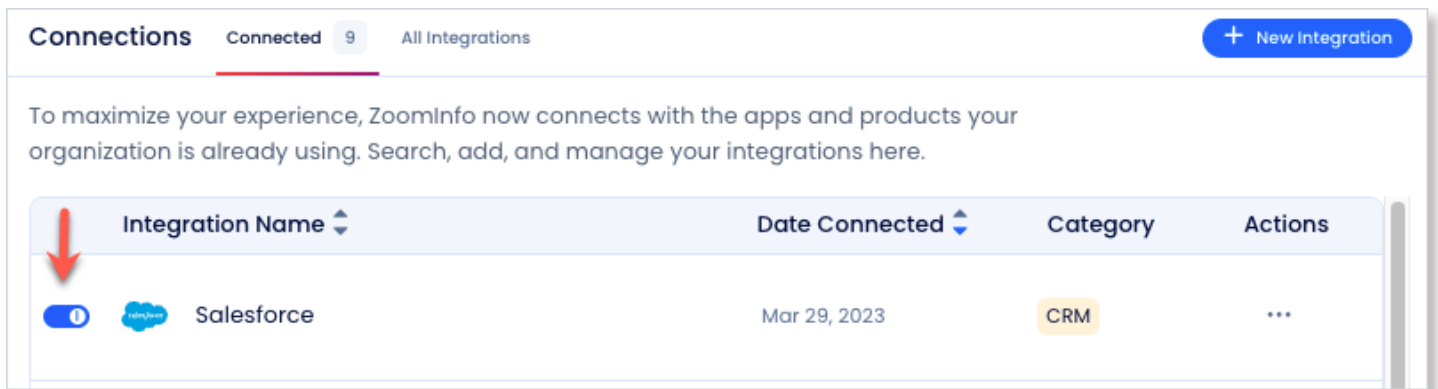 Connections Connected 9 All Integrations + New Integration
To maximize your experience, ZoomInfo now connects with the apps and products your
organization is already using. Search, add, and manage your integrations here.
Integration Name Date Connected Category Actions
salesforce Salesforce Mar 29, 2023 CRM ...